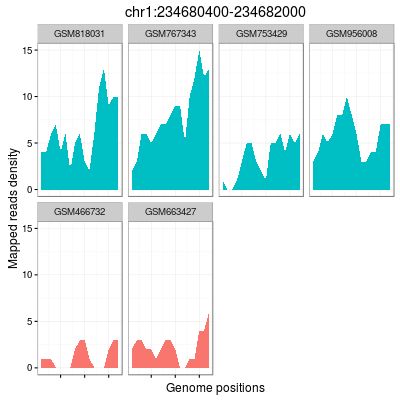 chr1:234680400-234682000
GSM818031 GSM767343 GSM753429 GSM956008
15
10
5
0
GSM466732 GSM663427
15
10
5
0
Mapped reads density
Genome positions